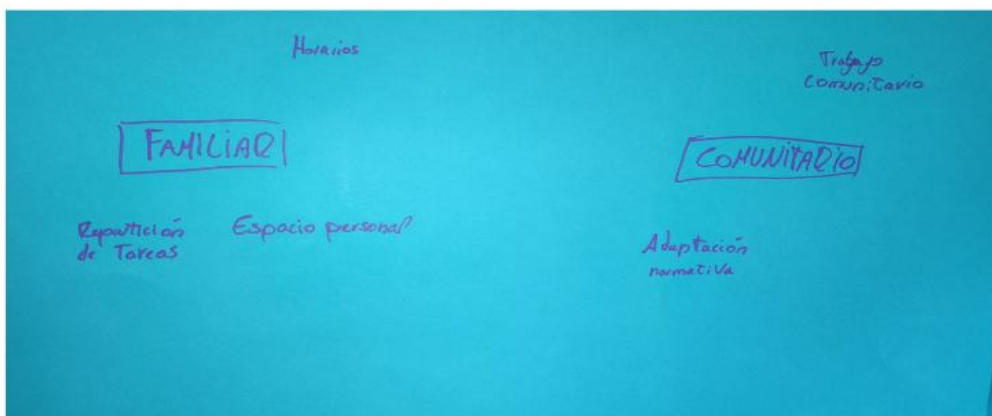 Horarios
Trabajo
comunitario
FAMILIAR
COMUNITARIO
Repartición
de Tareas
Espacio personal
Adaptación
normativa